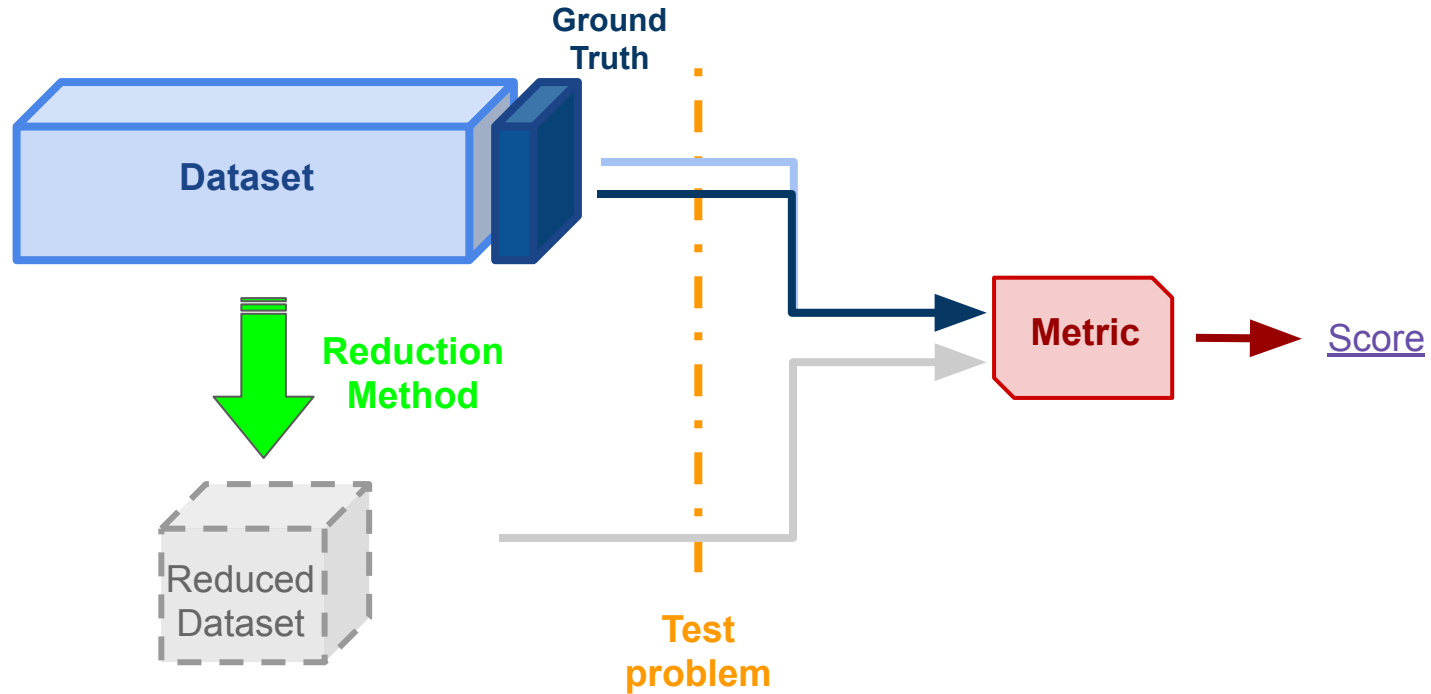 Ground
Truth
Dataset
Reduction
Method
Metric
Score
Reduced
Dataset
Test
problem